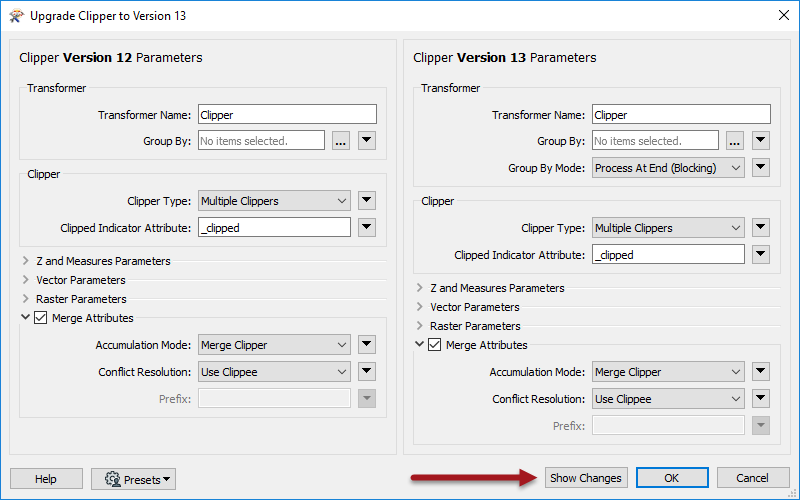 Upgrade Clipper to Version 13
Clipper Version 12 Parameters
Transformer
Transformer Name: Clipper
Group By: No items selected. ...
Clipper
Clipper Type: Multiple Clippers
Clipped Indicator Attribute: _clipped
Z and Measures Parameters
Vector Parameters
Raster Parameters
Merge Attributes
Accumulation Mode: Merge Clipper
Conflict Resolution: Use Clippee
Prefix:
Clipper Version 13 Parameters
Transformer
Transformer Name: Clipper
Group By: No items selected. ...
Group By Mode: Process At End (Blocking)
Clipper
Clipper Type: Multiple Clippers
Clipped Indicator Attribute: _clipped
Z and Measures Parameters
Vector Parameters
Raster Parameters
Merge Attributes
Accumulation Mode: Merge Clipper
Conflict Resolution: Use Clippee
Prefix:
Help Presets Show Changes OK Cancel